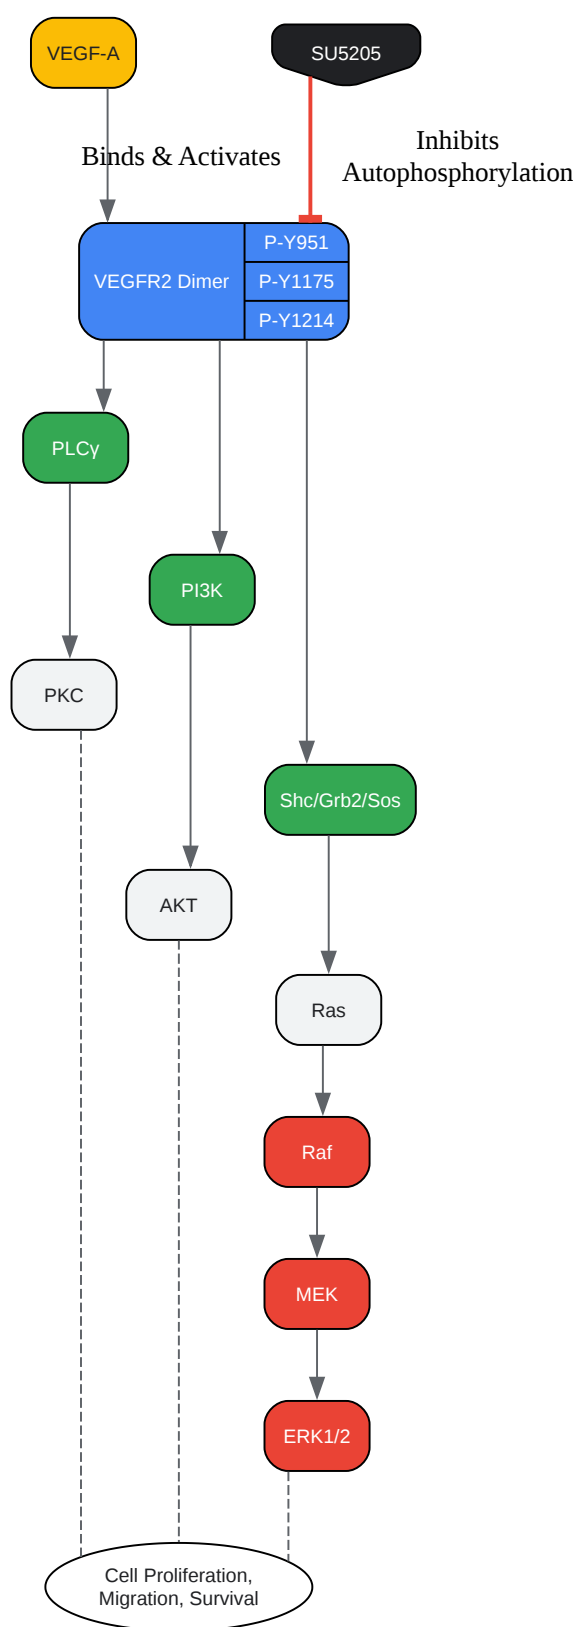 VEGF-A
SU5205
Binds & Activates
Inhibits
Autophosphorylation
VEGFR2 Dimer
P-Y951
P-Y1175
P-Y1214
PLCγ
PI3K
PKC
Shc/Grb2/Sos
AKT
Ras
Raf
MEK
ERK1/2
Cell Proliferation,
Migration, Survival